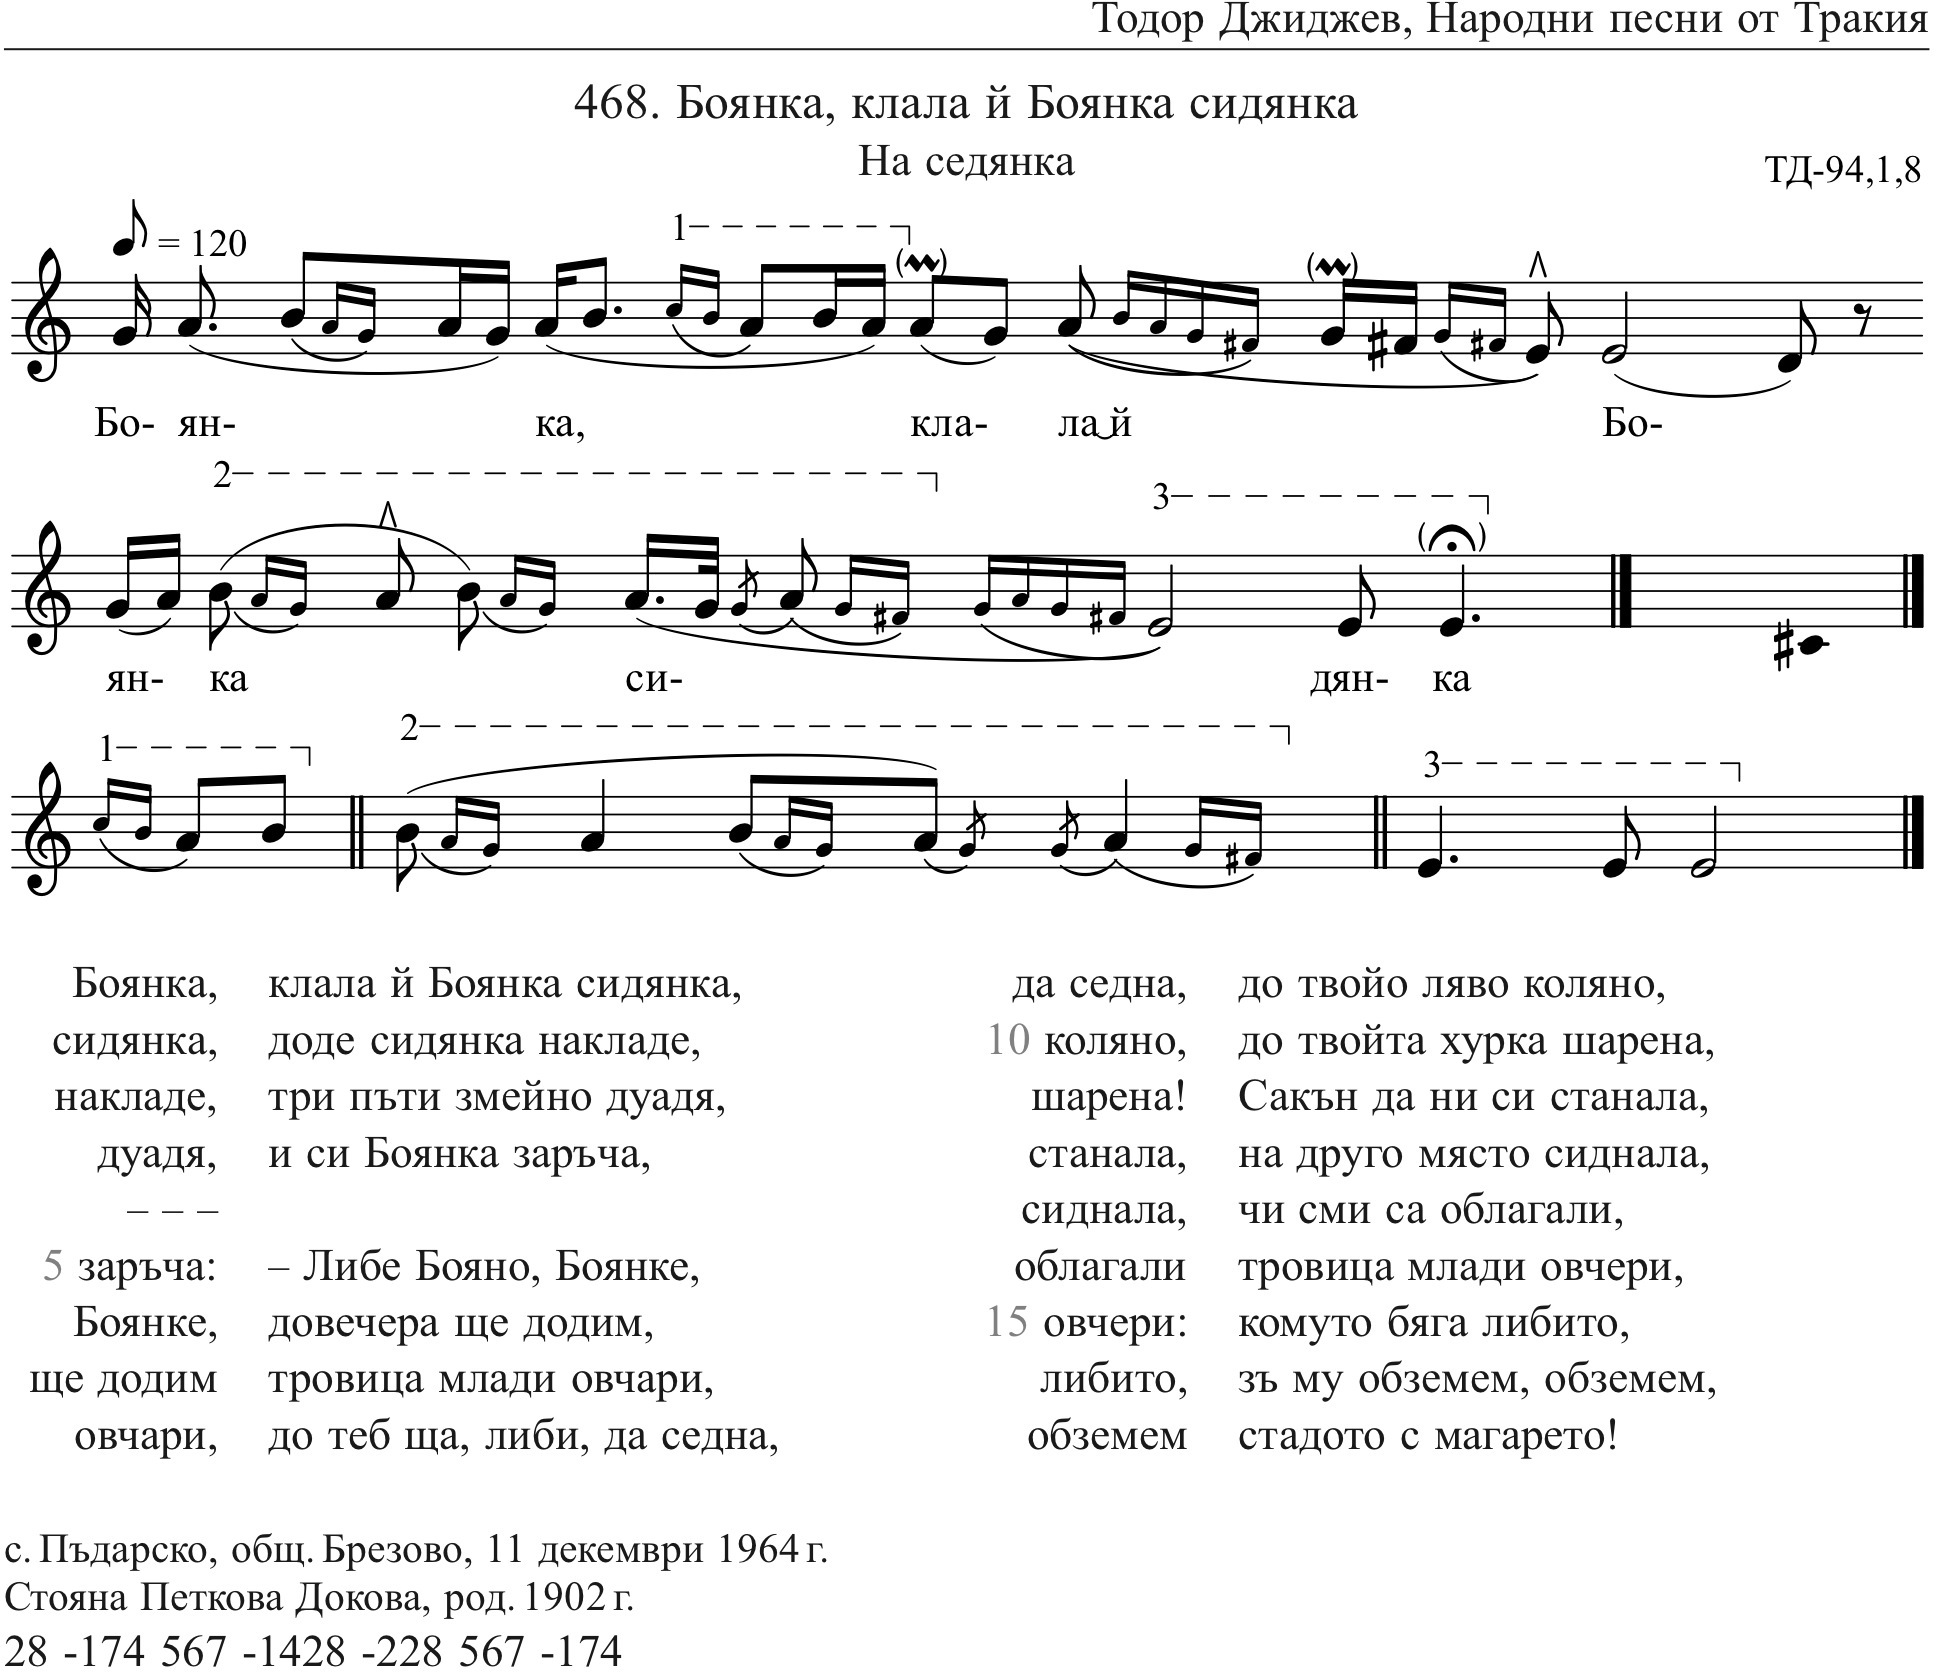 Тодор Джиджев, Народни песни от Тракия
468. Боянка, клала й Боянка сидянка
На седянка
ТД-94,1,8
= 120
1
Бо- ян- ка, кла- ла й Бо-
2 3
ян- ка си- дян- ка
1 2 3
Боянка, клала й Боянка сидянка,
сидянка, доде сидянка накладе,
накладе, три пъти змейно дуадя,
дуадя, и си Боянка заръча,
– – –
5 заръча: – Либе Бояно, Боянке,
Боянке, довечера ще додим,
ще додим тровица млади овчари,
овчари, до теб ща, либи, да седна,
да седна, до твойо ляво коляно,
10 коляно, до твойта хурка шарена,
шарена! Сакън да ни си станала,
станала, на друго място сиднала,
сиднала, чи сми са облагали,
облагали тровица млади овчери,
15 овчери: комуто бяга либито,
либито, зъ му обземем, обземем,
обземем стадото с магарето!
с. Пъдарско, общ. Брезово, 11 декември 1964 г.
Стояна Петкова Докова, род. 1902 г.
28 -174 567 -1428 -228 567 -174